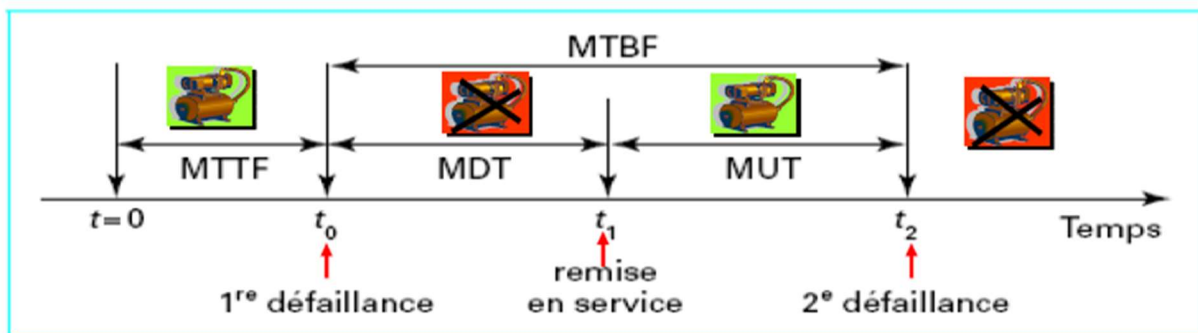 MTBF
MTTF MDT MUT
t=0 t₀ t₁ t₂ Temps
1re défaillance remise en service 2e défaillance